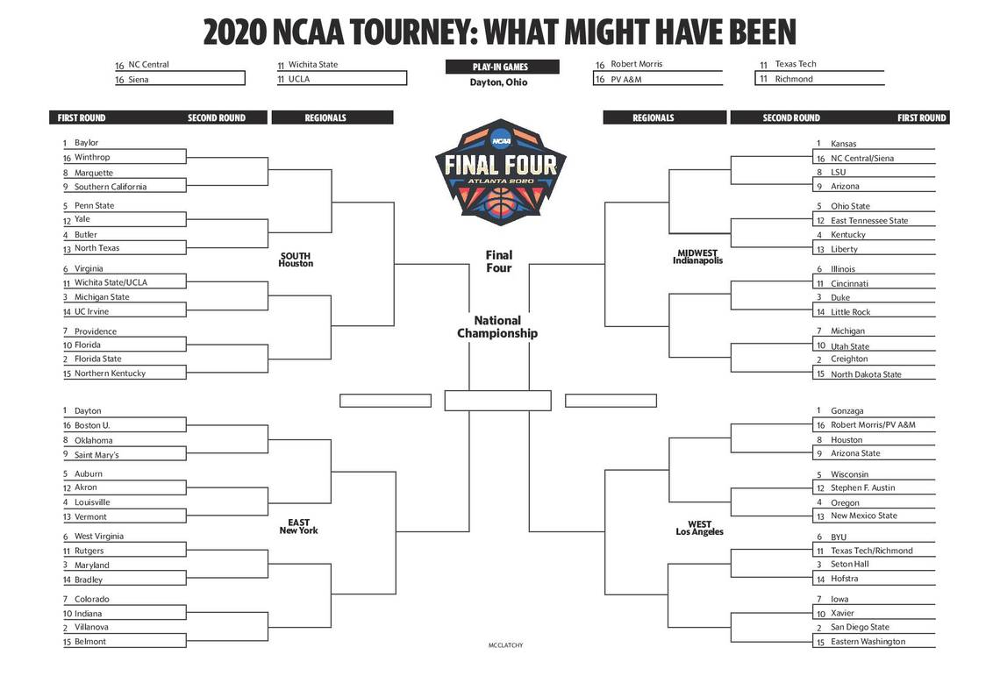 2020 NCAA TOURNEY: WHAT MIGHT HAVE BEEN
16 NC Central
16 Siena
11 Wichita State
11 UCLA
PLAY-IN GAMES
Dayton, Ohio
16 Robert Morris
16 PV A&M
11 Texas Tech
11 Richmond
FIRST ROUND SECOND ROUND REGIONALS
1 Baylor
16 Winthrop
8 Marquette
9 Southern California
5 Penn State
12 Yale
4 Butler
13 North Texas
6 Virginia
11 Wichita State/UCLA
3 Michigan State
14 UC Irvine
7 Providence
10 Florida
2 Florida State
15 Northern Kentucky
SOUTH
Houston
1 Dayton
16 Boston U.
8 Oklahoma
9 Saint Mary's
5 Auburn
12 Akron
4 Louisville
13 Vermont
6 West Virginia
11 Rutgers
3 Maryland
14 Bradley
7 Colorado
10 Indiana
2 Villanova
15 Belmont
EAST
New York
NCAA
FINAL FOUR
ATLANTA 2020
Final
Four
National
Championship
REGIONALS SECOND ROUND FIRST ROUND
1 Kansas
16 NC Central/Siena
8 LSU
9 Arizona
5 Ohio State
12 East Tennessee State
4 Kentucky
13 Liberty
6 Illinois
11 Cincinnati
3 Duke
14 Little Rock
7 Michigan
10 Utah State
2 Creighton
15 North Dakota State
MIDWEST
Indianapolis
1 Gonzaga
16 Robert Morris/PV A&M
8 Houston
9 Arizona State
5 Wisconsin
12 Stephen F. Austin
4 Oregon
13 New Mexico State
6 BYU
11 Texas Tech/Richmond
3 Seton Hall
14 Hofstra
7 Iowa
10 Xavier
2 San Diego State
15 Eastern Washington
WEST
Los Angeles
MCCLATCHY